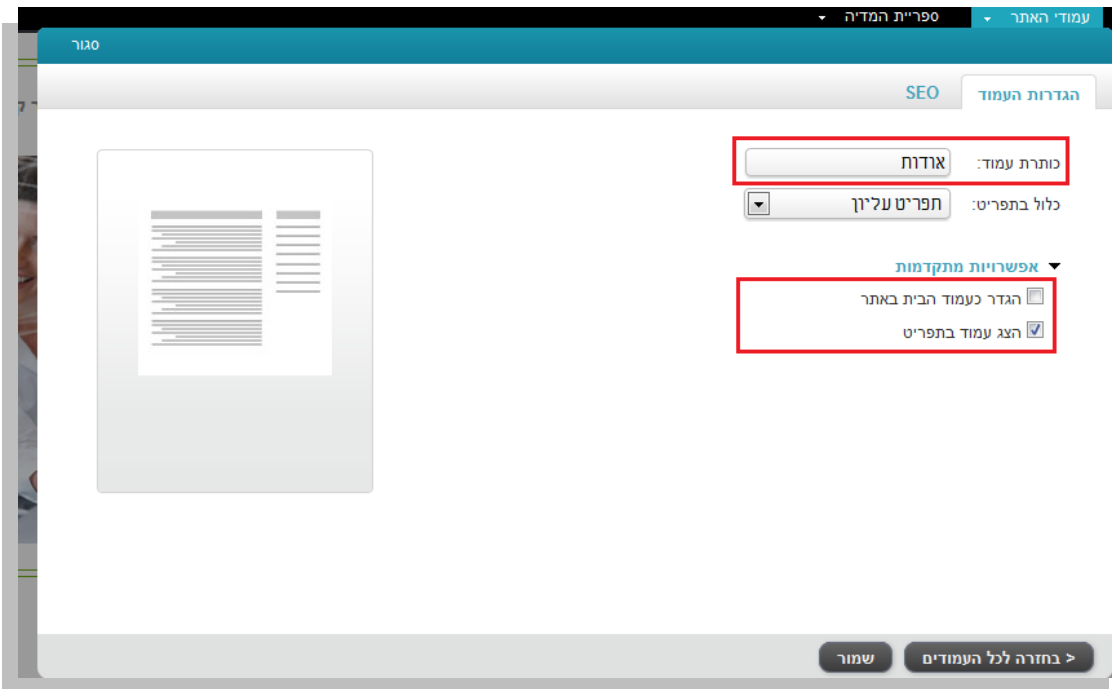 עמודי האתר ספריית המדיה
סגור
הגדרות העמוד SEO
כותרת עמוד: אודות
כלול בתפריט: תפריט עליון
אפשרויות מתקדמות
הגדר כעמוד הבית באתר
הצג עמוד בתפריט
< בחזרה לכל העמודים שמור